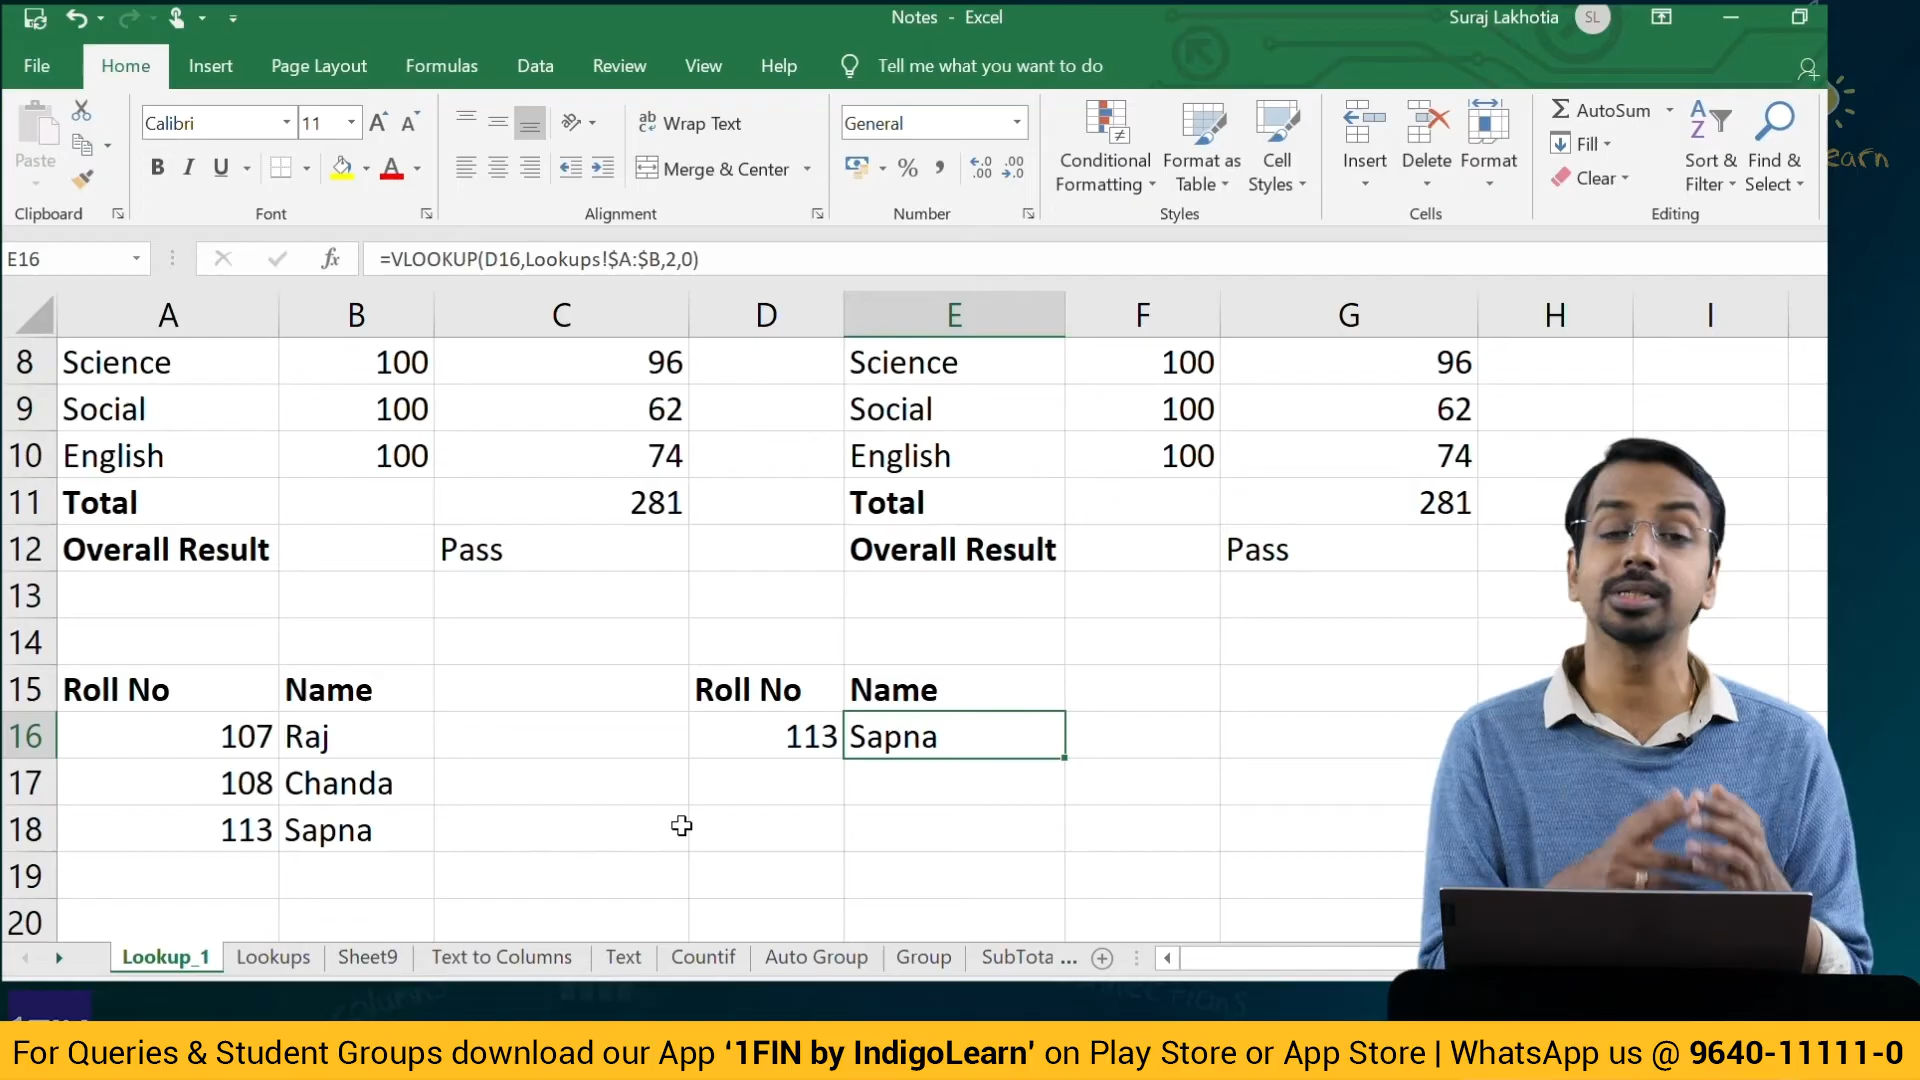 Notes - Excel
Suraj Lakhotia SL
File Home Insert Page Layout Formulas Data Review View Help Tell me what you want to do
Paste
Calibri 11
B I U
Wrap Text
Merge & Center
General
Conditional Formatting
Format as Table
Cell Styles
Insert Delete Format
AutoSum
Fill
Clear
Sort & Filter
Find & Select
earn
Clipboard Font Alignment Number Styles Cells Editing
E16 fx =VLOOKUP(D16,Lookups!$A:$B,2,0)
A B C D E F G H I
8 Science 100 96 Science 100 96
9 Social 100 62 Social 100 62
10 English 100 74 English 100 74
11 Total 281 Total 281
12 Overall Result Pass Overall Result Pass
13
14
15 Roll No Name Roll No Name
16 107 Raj 113 Sapna
17 108 Chanda
18 113 Sapna
19
20
Lookup_1 Lookups Sheet9 Text to Columns Text Countif Auto Group Group SubTota ...
For Queries & Student Groups download our App ‘1FIN by IndigoLearn’ on Play Store or App Store | WhatsApp us @ 9640-11111-0